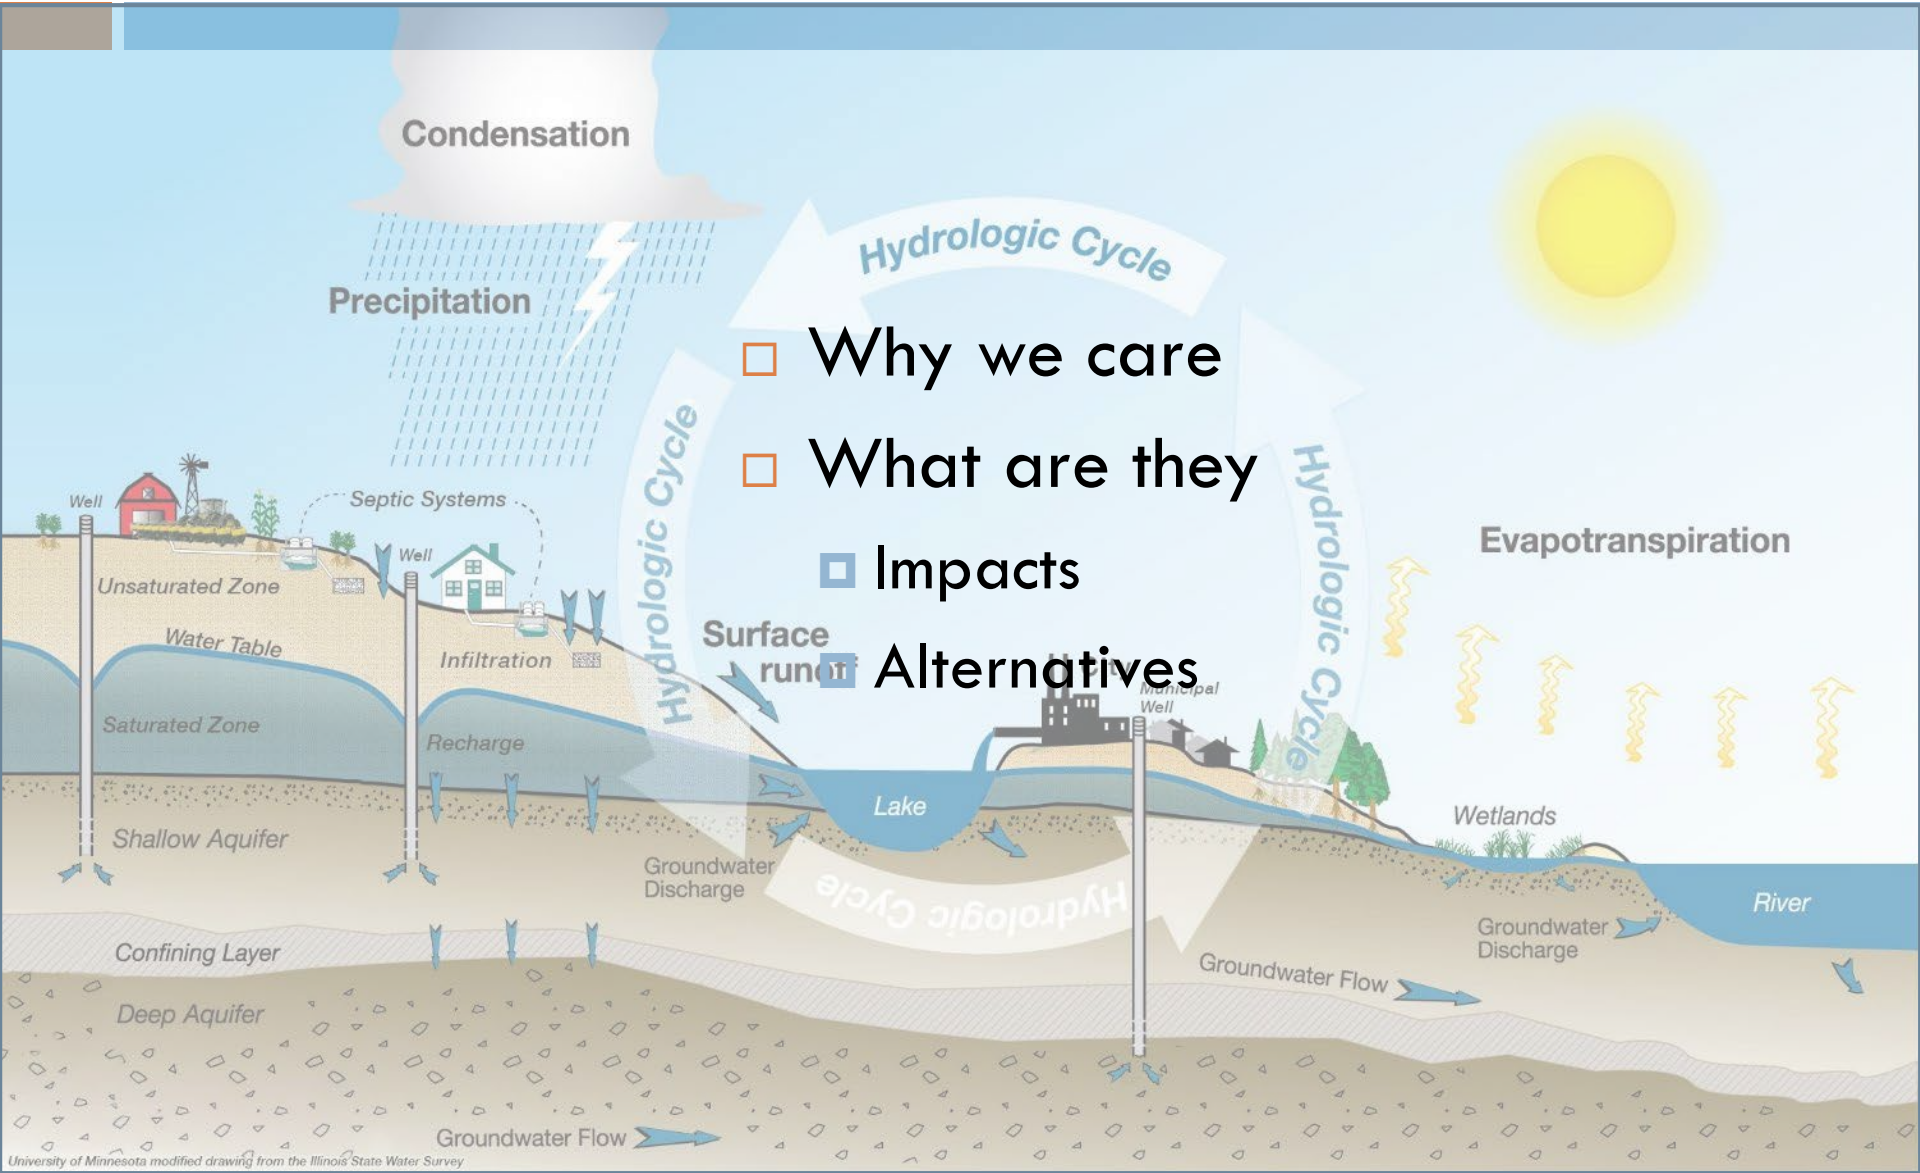 Condensation
Hydrologic Cycle
Precipitation
Why we care
Hydrologic Cycle
What are they
Hydrologic Cycle
Well
Septic Systems
Evapotranspiration
Well
Impacts
Unsaturated Zone
Water Table
Infiltration
Surface
runoff
Alternatives
City
Municipal
Well
Saturated Zone
Recharge
Lake
Wetlands
Shallow Aquifer
Groundwater
Discharge
Hydrologic Cycle
River
Groundwater
Discharge
Confining Layer
Groundwater Flow
Deep Aquifer
Groundwater Flow
University of Minnesota modified drawing from the Illinois State Water Survey